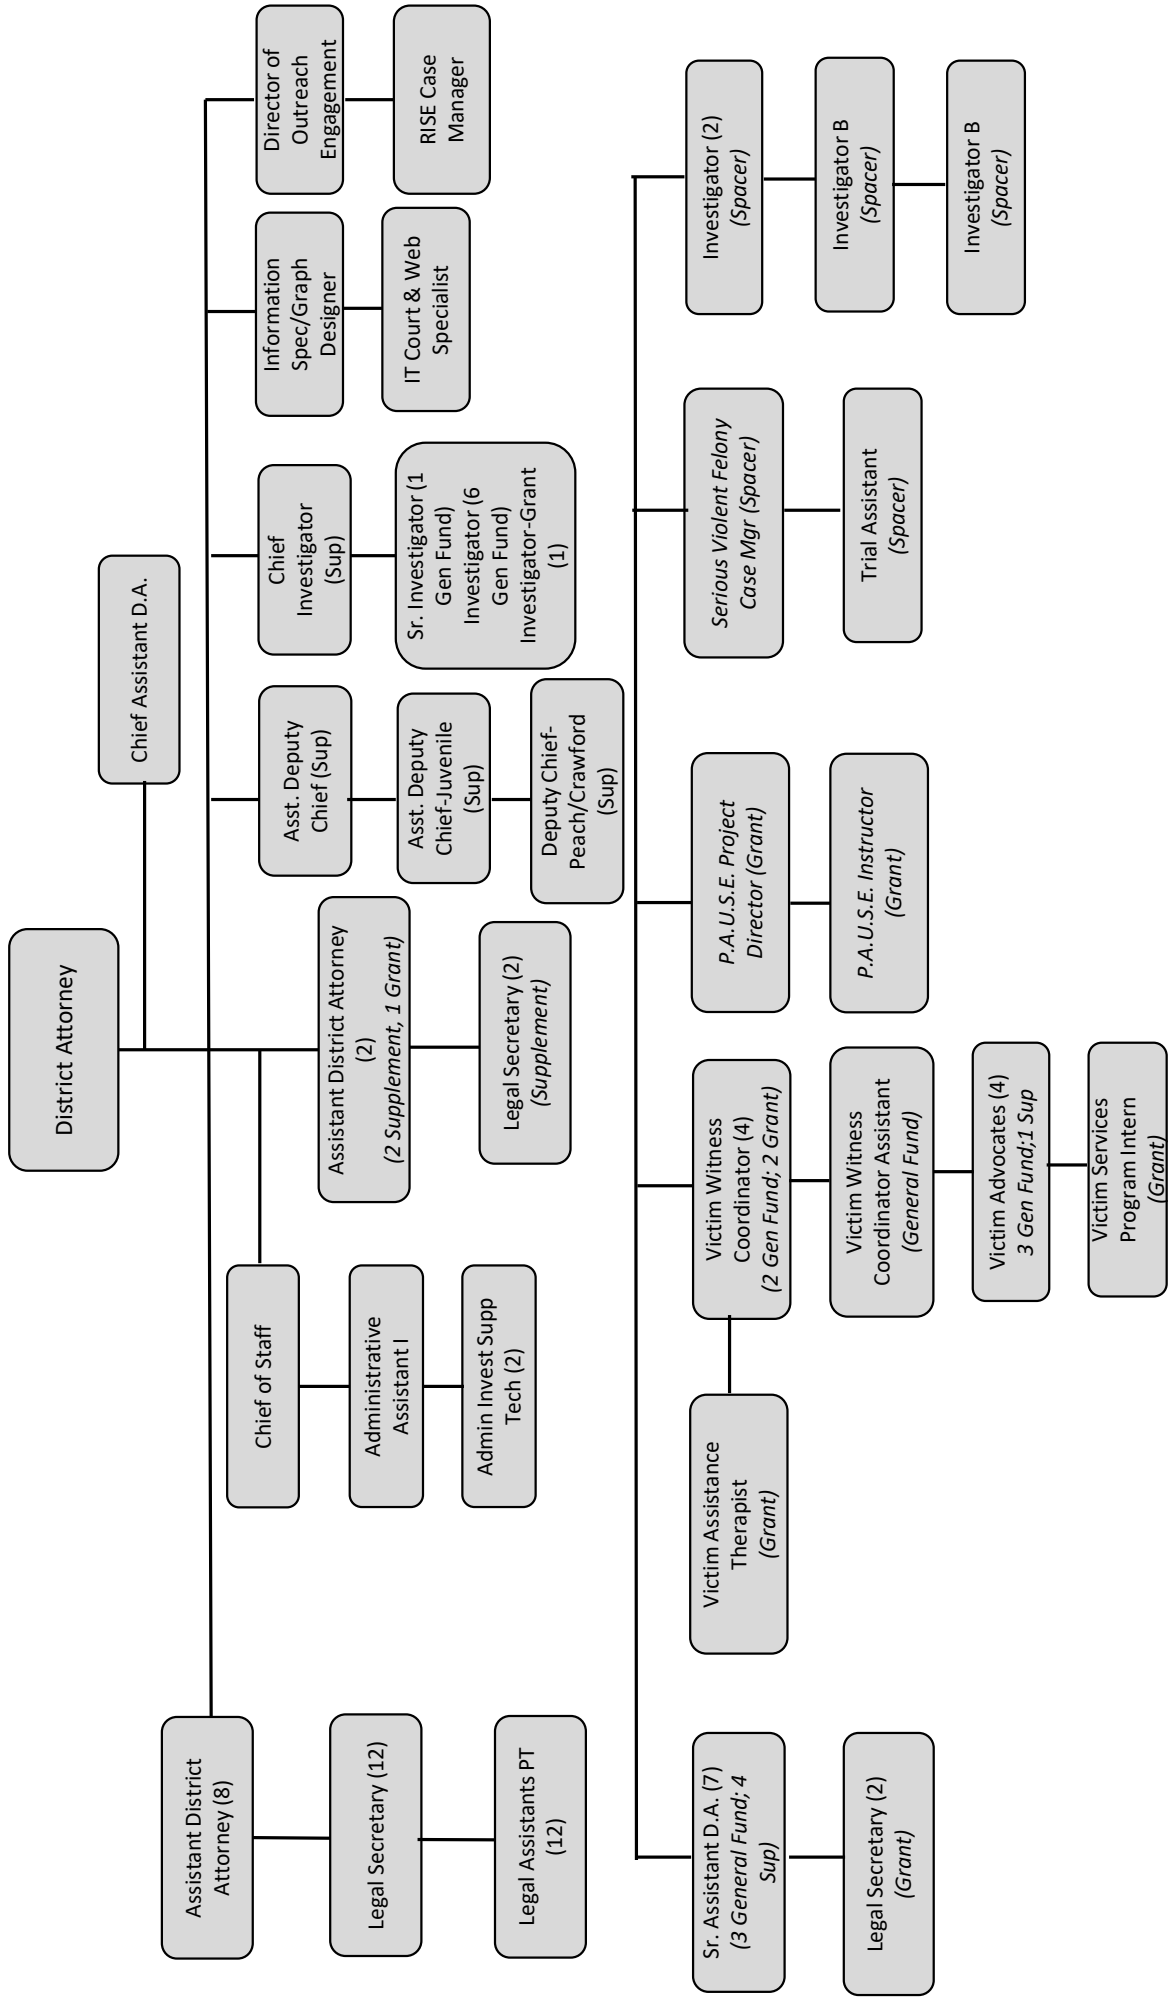 District Attorney
Chief Assistant D.A.
Assistant District
Attorney (8)
Legal Secretary (12)
Legal Assistants PT
(12)
Chief of Staff
Administrative
Assistant I
Admin Invest Supp
Tech (2)
Assistant District Attorney
(2)
(2 Supplement, 1 Grant)
Legal Secretary (2)
(Supplement)
Asst. Deputy
Chief (Sup)
Asst. Deputy
Chief-Juvenile
(Sup)
Deputy Chief-
Peach/Crawford
(Sup)
Chief
Investigator
(Sup)
Sr. Investigator (1
Gen Fund)
Investigator (6
Gen Fund)
Investigator-Grant
(1)
Information
Spec/Graph
Designer
IT Court & Web
Specialist
Director of
Outreach
Engagement
RISE Case
Manager
Sr. Assistant D.A. (7)
(3 General Fund; 4
Sup)
Legal Secretary (2)
(Grant)
Victim Assistance
Therapist
(Grant)
Victim Witness
Coordinator (4)
(2 Gen Fund; 2 Grant)
Victim Witness
Coordinator Assistant
(General Fund)
Victim Advocates (4)
3 Gen Fund;1 Sup
Victim Services
Program Intern
(Grant)
P.A.U.S.E. Project
Director (Grant)
P.A.U.S.E. Instructor
(Grant)
Serious Violent Felony
Case Mgr (Spacer)
Trial Assistant
(Spacer)
Investigator (2)
(Spacer)
Investigator B
(Spacer)
Investigator B
(Spacer)